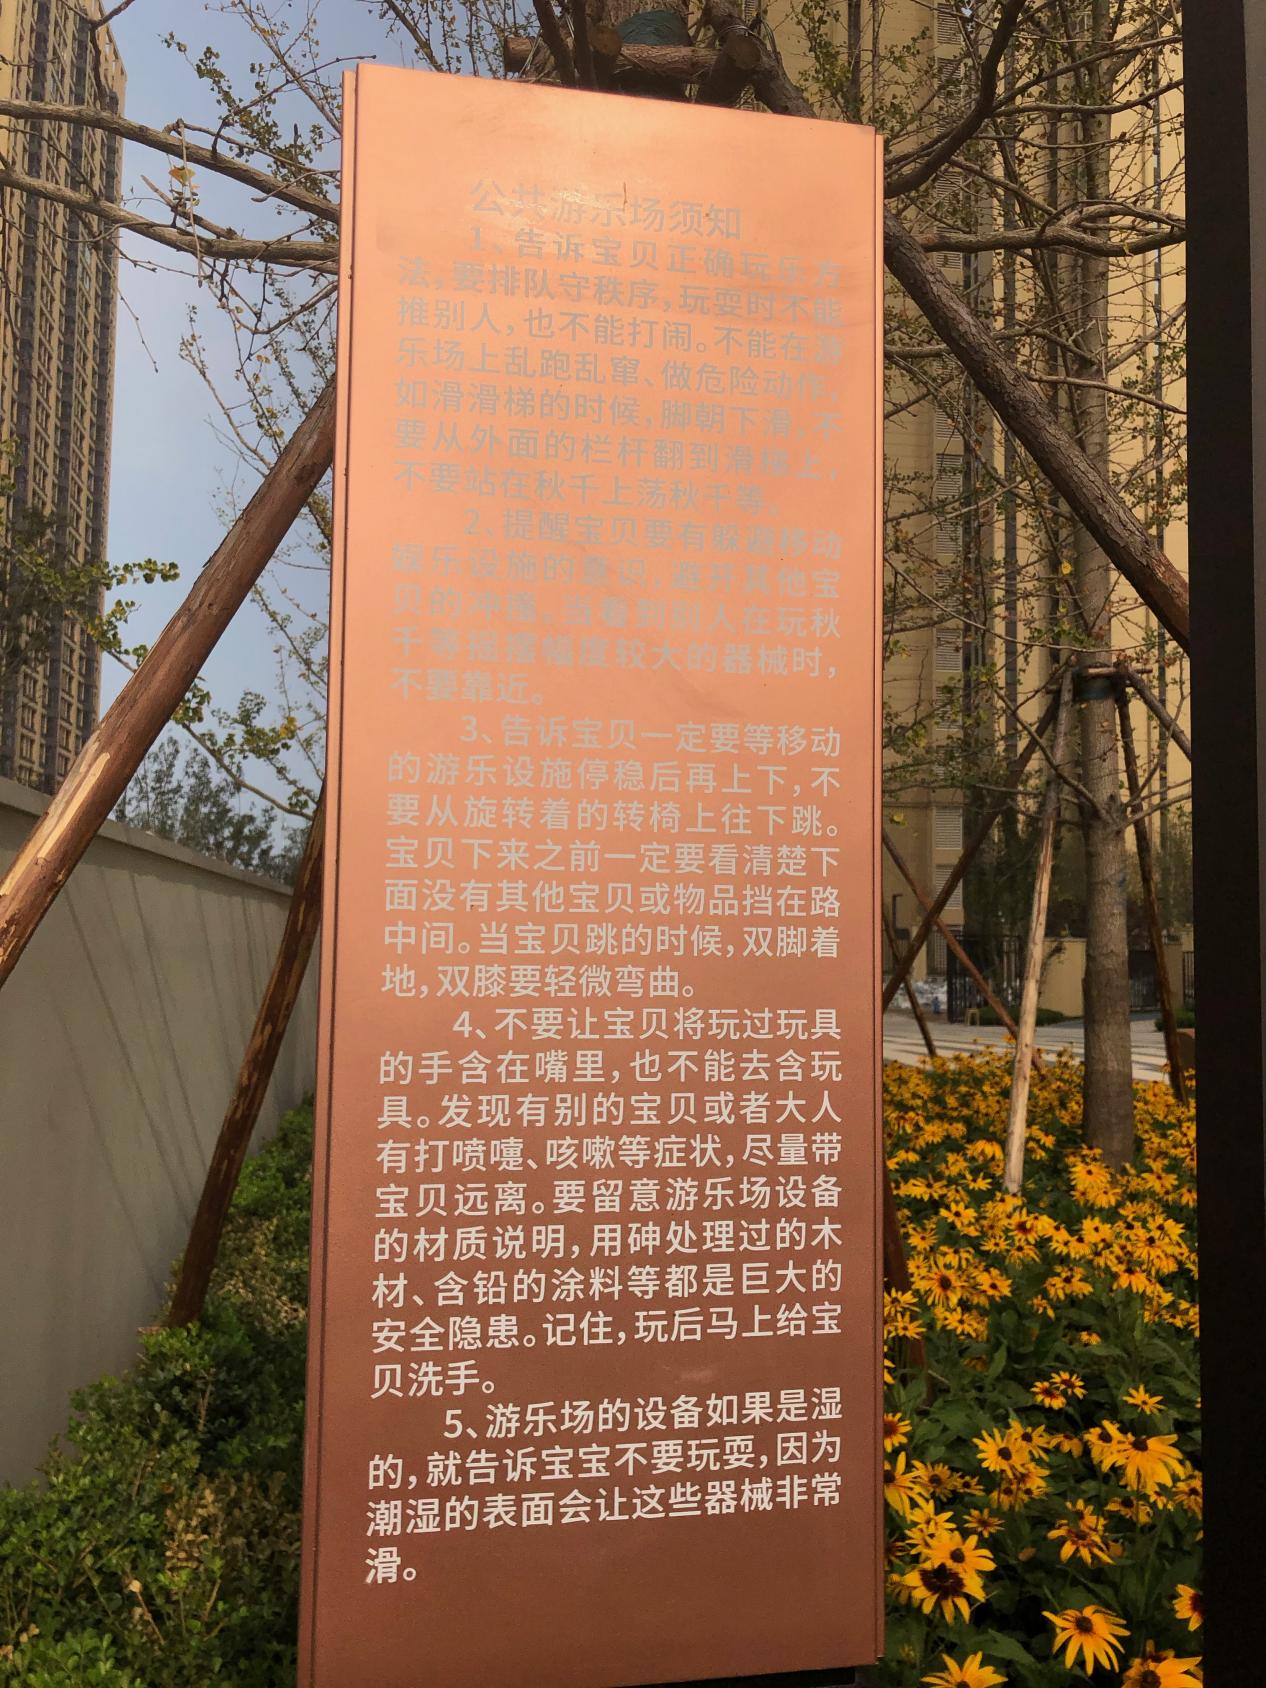 公共游乐场须知
1、告诉宝贝正确玩乐方
法,要排队守秩序,玩耍时不能
推别人,也不能打闹。不能在游
乐场上乱跑乱窜、做危险动作,
如滑滑梯的时候,脚朝下滑,不
要从外面的栏杆翻到滑梯上,
不要站在秋千上荡秋千等。
2、提醒宝贝要有躲避移动
娱乐设施的意识,避开其他宝
贝的冲撞。当看到别人在玩秋
千等摇摆幅度较大的器械时,
不要靠近。
3、告诉宝贝一定要等移动
的游乐设施停稳后再上下,不
要从旋转着的转椅上往下跳。
宝贝下来之前一定要看清楚下
面没有其他宝贝或物品挡在路
中间。当宝贝跳的时候,双脚着
地,双膝要轻微弯曲。
4、不要让宝贝将玩过玩具
的手含在嘴里,也不能去含玩
具。发现有别的宝贝或者大人
有打喷嚏、咳嗽等症状,尽量带
宝贝远离。要留意游乐场设备
的材质说明,用砷处理过的木
材、含铅的涂料等都是巨大的
安全隐患。记住,玩后马上给宝
贝洗手。
5、游乐场的设备如果是湿
的,就告诉宝宝不要玩耍,因为
潮湿的表面会让这些器械非常
滑。